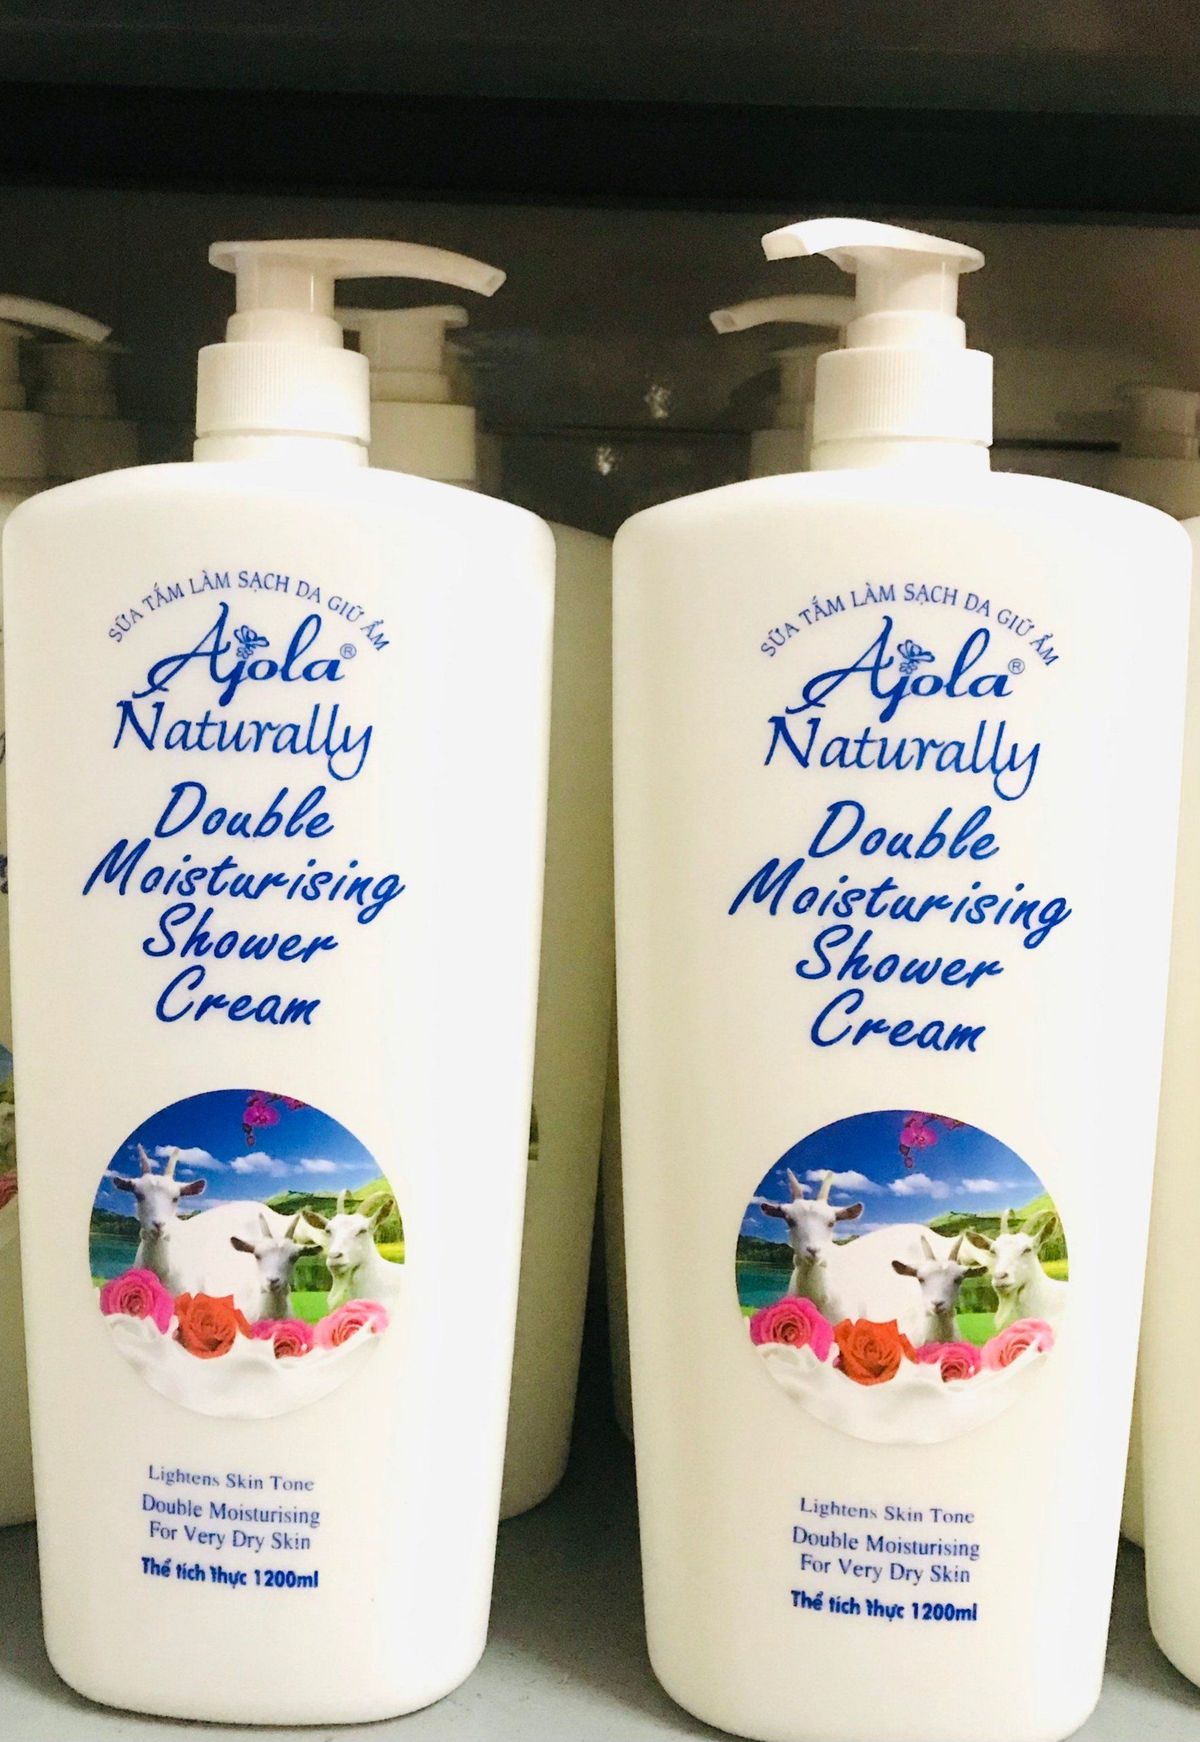 SỮA TẮM LÀM SẠCH DA GIỮ ẨM
Ajola®
Naturally
Double
Moisturising
Shower
Cream
Lightens Skin Tone
Double Moisturising
For Very Dry Skin
Thể tích thực 1200ml
SỮA TẮM LÀM SẠCH DA GIỮ ẨM
Ajola®
Naturally
Double
Moisturising
Shower
Cream
Lightens Skin Tone
Double Moisturising
For Very Dry Skin
Thể tích thực 1200ml